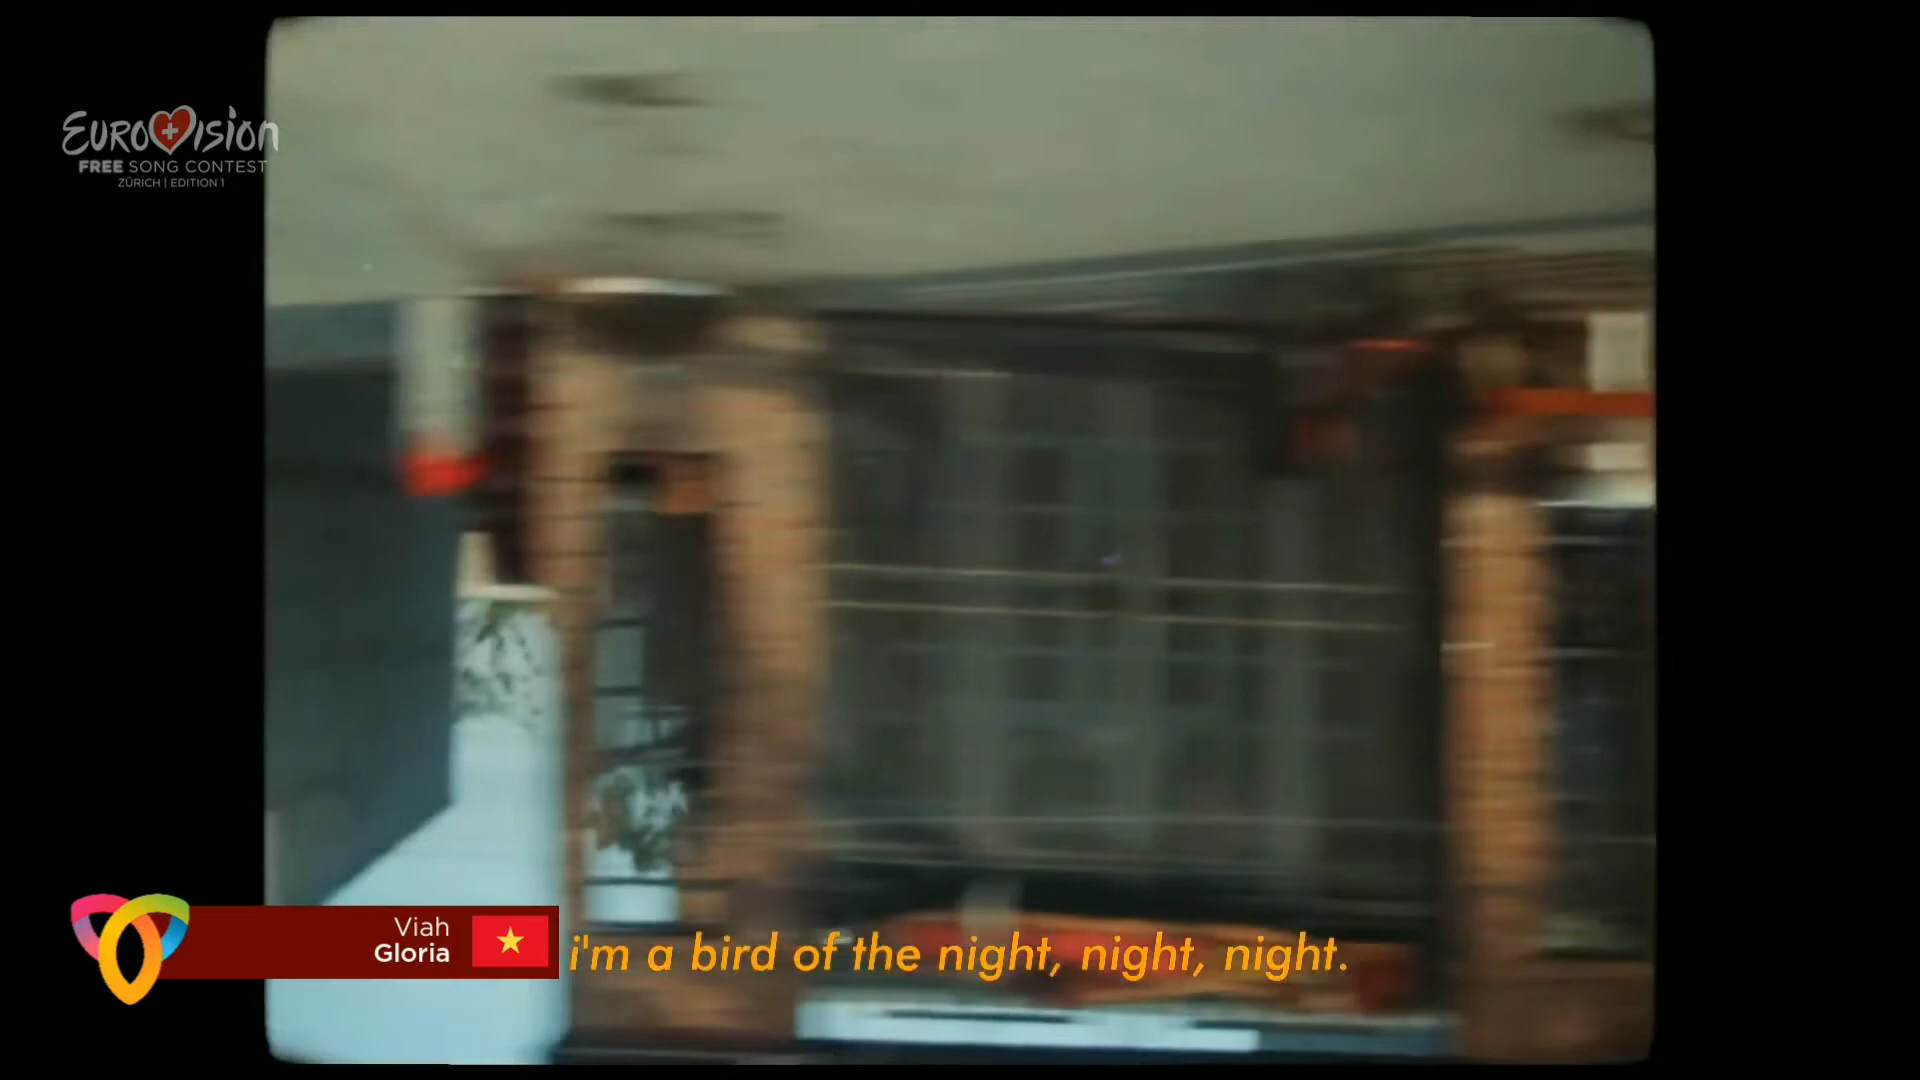 EUROVISION
FREE SONG CONTEST
ZÜRICH | EDITION 1
Viah
Gloria
i'm a bird of the night, night, night.